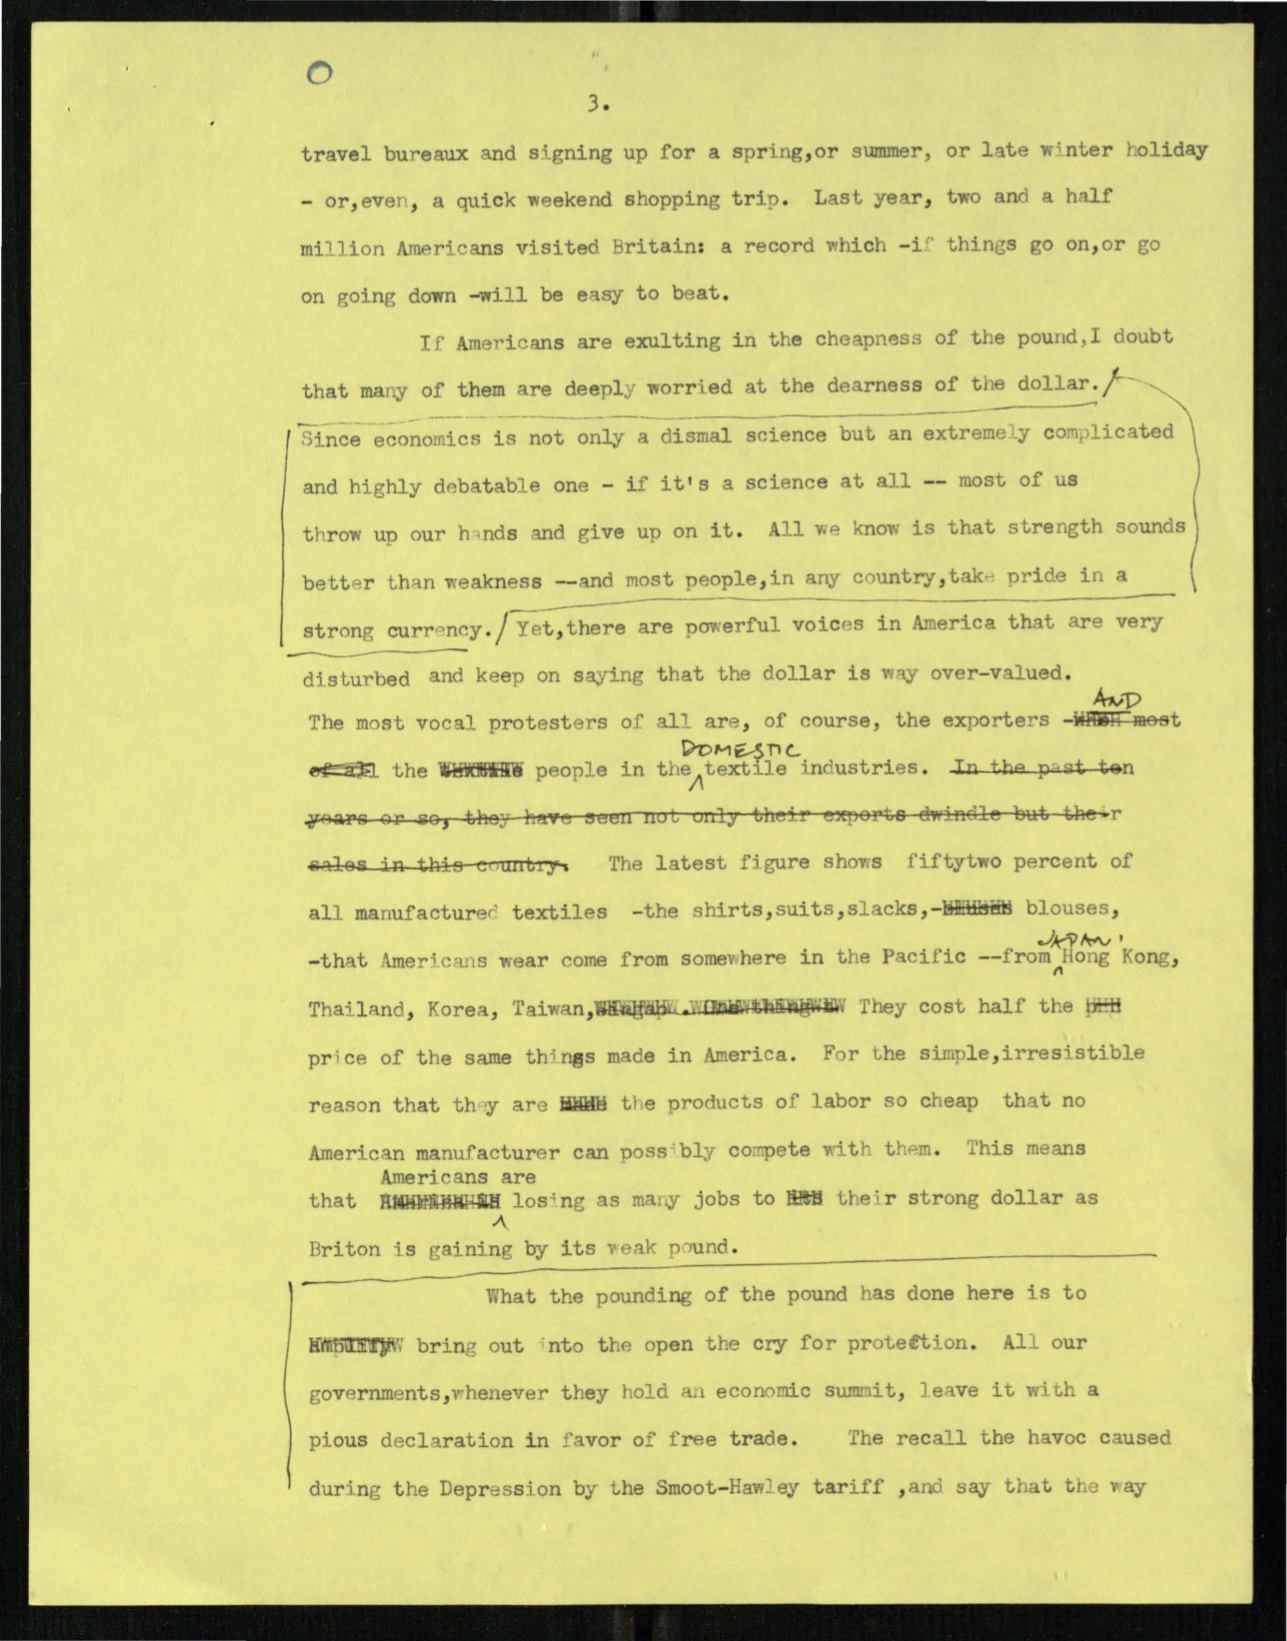 3.
travel bureaux and signing up for a spring,or summer, or late winter holiday
- or,even, a quick weekend shopping trip. Last year, two and a half
million Americans visited Britain: a record which -if things go on,or go
on going down -will be easy to beat.
If Americans are exulting in the cheapness of the pound,I doubt
that many of them are deeply worried at the dearness of the dollar./
Since economics is not only a dismal science but an extremely complicated
and highly debatable one - if it's a science at all -- most of us
throw up our hands and give up on it. All we know is that strength sounds
better than weakness --and most people,in any country,take pride in a
strong currency./ Yet,there are powerful voices in America that are very
disturbed and keep on saying that the dollar is way over-valued.
AND
The most vocal protesters of all are, of course, the exporters - most
DOMESTIC
of all the people in the textile industries. In the past ten
years or so, they have seen not only their exports dwindle but their
sales in this country. The latest figure shows fiftytwo percent of
all manufactured textiles -the shirts,suits,slacks,-blouses blouses,
JAPAN,
-that Americans wear come from somewhere in the Pacific --from Hong Kong,
Thailand, Korea, Taiwan, They cost half the
price of the same things made in America. For the simple,irresistible
reason that they are the products of labor so cheap that no
American manufacturer can possibly compete with them. This means
Americans are
that losing as many jobs to their strong dollar as
Briton is gaining by its weak pound.
What the pounding of the pound has done here is to
bring out into the open the cry for protection. All our
governments,whenever they hold an economic summit, leave it with a
pious declaration in favor of free trade. The recall the havoc caused
during the Depression by the Smoot-Hawley tariff ,and say that the way